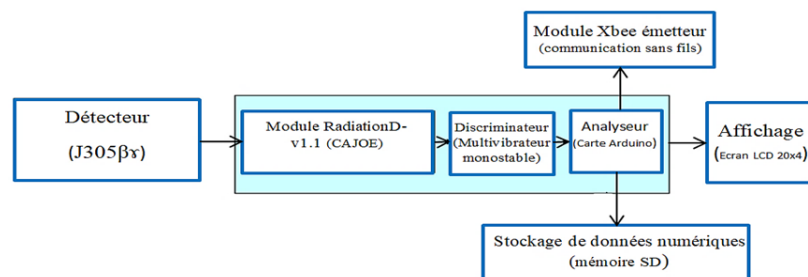 Module Xbee émetteur
(communication sans fils)
Détecteur
(J305βɤ)
Module RadiationD-
v1.1 (CAJOE)
Discriminateur
(Multivibrateur
monostable)
Analyseur
(Carte Arduino)
Affichage
(Ecran LCD 20x4)
Stockage de données numériques
(mémoire SD)